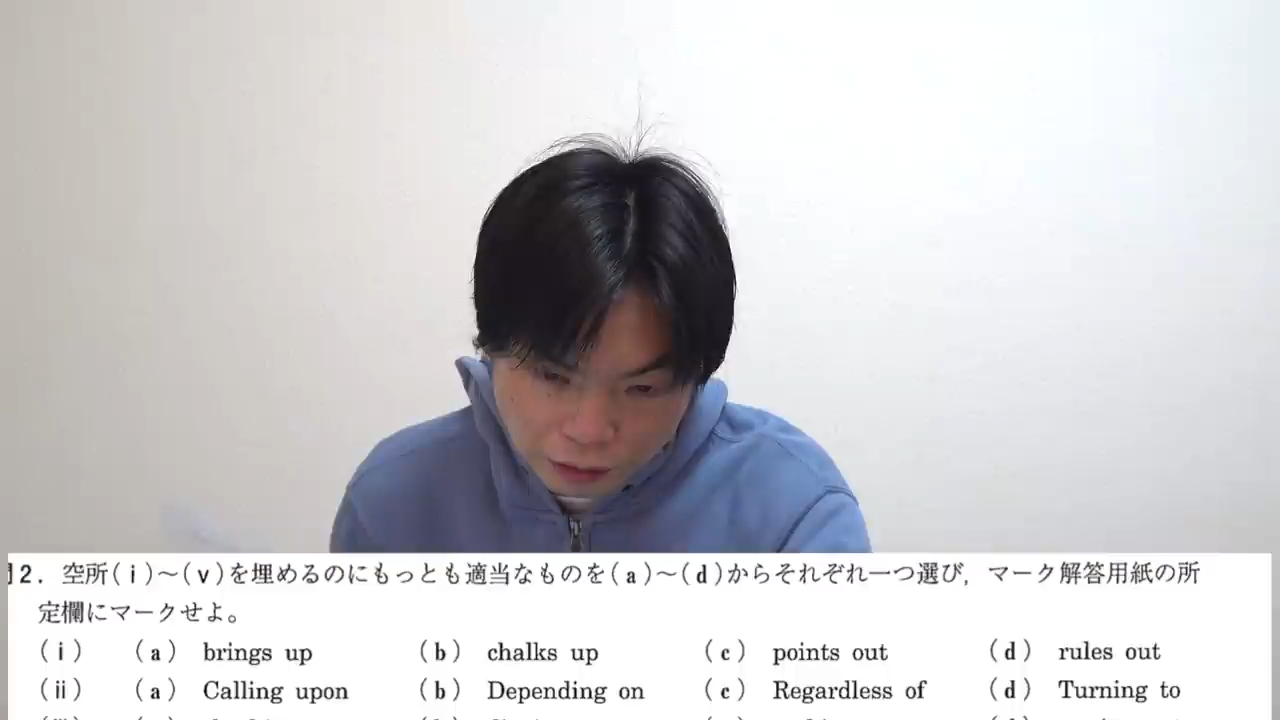 2. 空所(ⅰ)～(ⅴ)を埋めるのにもっとも適当なものを(a)～(d)からそれぞれ一つ選び, マーク解答用紙の所
定欄にマークせよ。
(ⅰ) (a) brings up (b) chalks up (c) points out (d) rules out
(ⅱ) (a) Calling upon (b) Depending on (c) Regardless of (d) Turning to